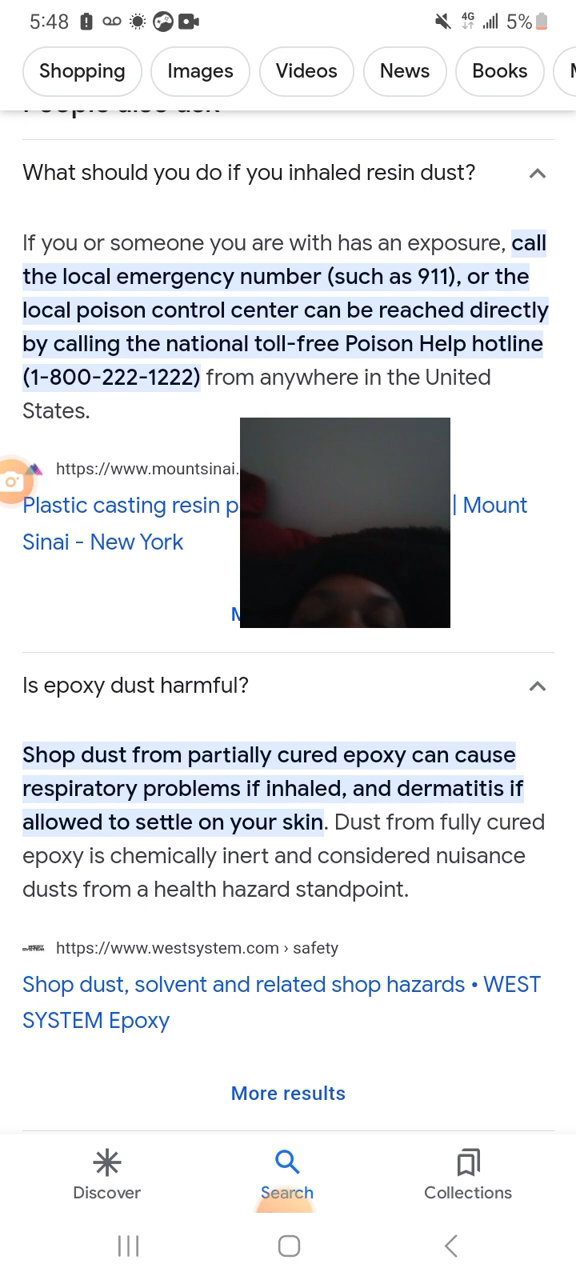 5:48 4G 5%
Shopping Images Videos News Books
People also ask
What should you do if you inhaled resin dust?
If you or someone you are with has an exposure, call
the local emergency number (such as 911), or the
local poison control center can be reached directly
by calling the national toll-free Poison Help hotline
(1-800-222-1222) from anywhere in the United
States.
https://www.mountsinai.
Plastic casting resin p | Mount
Sinai - New York
Is epoxy dust harmful?
Shop dust from partially cured epoxy can cause
respiratory problems if inhaled, and dermatitis if
allowed to settle on your skin. Dust from fully cured
epoxy is chemically inert and considered nuisance
dusts from a health hazard standpoint.
https://www.westsystem.com › safety
Shop dust, solvent and related shop hazards • WEST
SYSTEM Epoxy
More results
Discover Search Collections